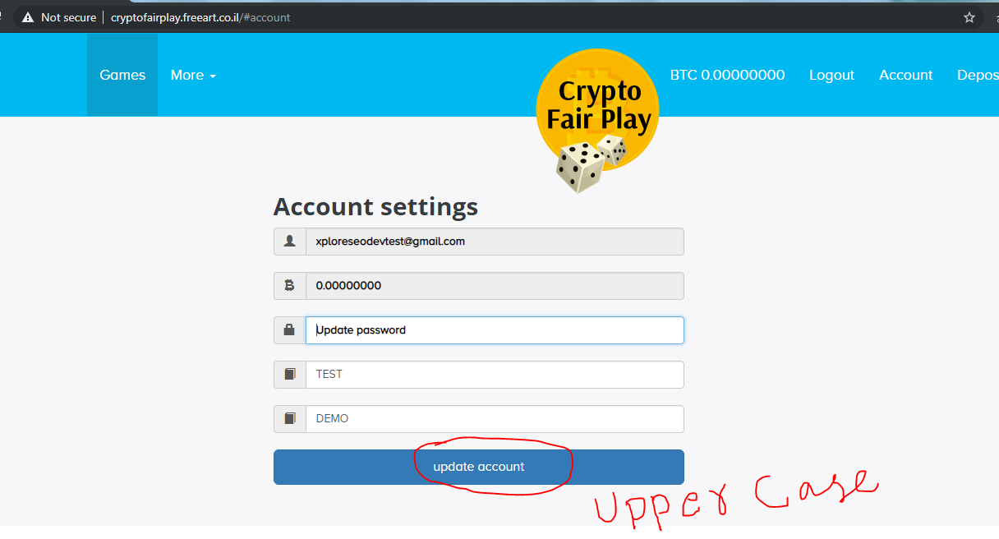 Not secure | cryptofairplay.freeart.co.il/#account
Games More BTC 0.00000000 Logout Account Depos
Crypto
Fair Play
Account settings
xploreseodevtest@gmail.com
0.00000000
Update password
TEST
DEMO
update account
Upper Case